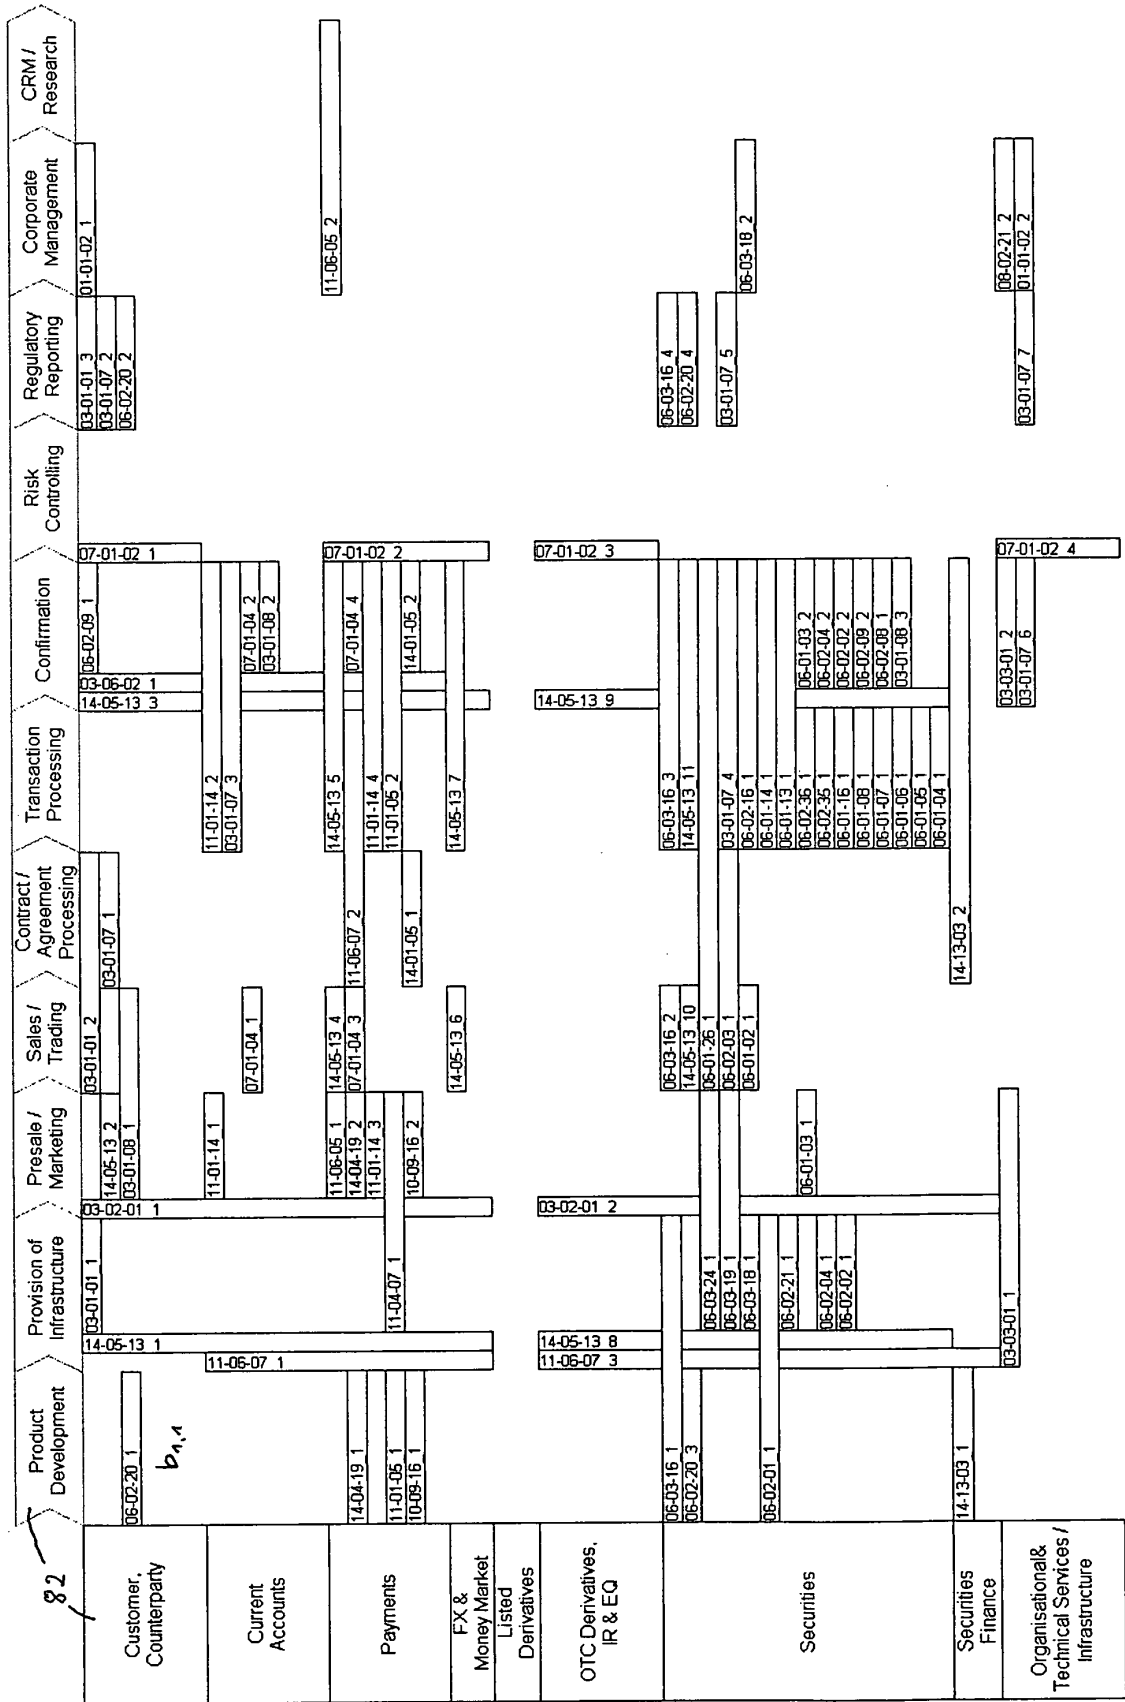 82
Product
Development
Provision of
Infrastructure
Presale /
Marketing
Sales /
Trading
Contract /
Agreement
Processing
Transaction
Processing
Confirmation
Risk
Controlling
Regulatory
Reporting
Corporate
Management
CRM /
Research
Customer,
Counterparty
06-02-20 1
b1,1
14-05-13 1
03-01-01 1
03-02-01 1
14-05-13 2
03-01-08 1
03-01-01 2
03-01-07 1
14-05-13 3
03-06-02 1
06-02-09 1
07-01-02 1
03-01-01 3
03-01-07 2
06-02-20 2
01-01-02 1
Current
Accounts
11-06-07 1
11-01-14 1
07-01-04 1
11-01-14 2
03-01-07 3
07-01-04 2
03-01-08 2
Payments
14-04-19 1
11-01-05 1
10-09-16 1
11-04-07 1
11-06-05 1
14-04-19 2
11-01-14 3
10-09-16 2
14-05-13 4
07-01-04 3
11-06-07 2
14-01-05 1
14-05-13 5
11-01-14 4
11-01-05 2
07-01-04 4
14-01-05 2
07-01-02 2
11-06-05 2
FX &
Money Market
14-05-13 6
14-05-13 7
Listed
Derivatives
OTC Derivatives,
IR & EQ
11-06-07 3
14-05-13 8
03-02-01 2
14-05-13 9
07-01-02 3
Securities
06-03-16 1
06-02-20 3
06-02-01 1
06-03-24 1
06-03-19 1
06-03-18 1
06-02-21 1
06-02-04 1
06-02-02 1
06-01-03 1
06-03-16 2
14-05-13 10
06-01-26 1
06-02-03 1
06-01-02 1
06-03-16 3
14-05-13 11
03-01-07 4
06-02-16 1
06-01-14 1
06-01-13 1
06-02-36 1
06-02-35 1
06-01-16 1
06-01-08 1
06-01-07 1
06-01-06 1
06-01-05 1
06-01-04 1
06-01-03 2
06-02-04 2
06-02-02 2
06-02-09 2
06-02-08 1
03-01-08 3
06-03-16 4
06-02-20 4
03-01-07 5
06-03-18 2
Securities
Finance
14-13-03 1
14-13-03 2
Organisational&
Technical Services /
Infrastructure
03-03-01 1
03-03-01 2
03-01-07 6
07-01-02 4
03-01-07 7
08-02-21 2
01-01-02 2